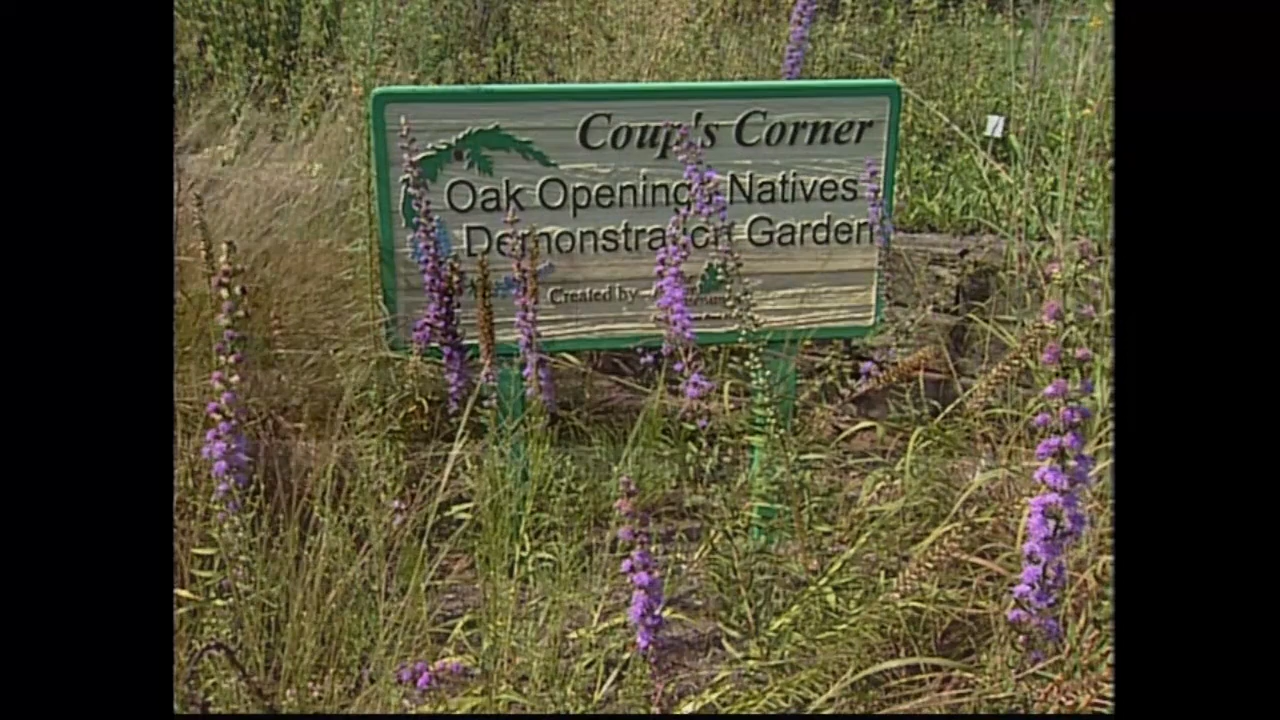 Coup's Corner
Oak Openings Natives
Demonstration Garden
Created by